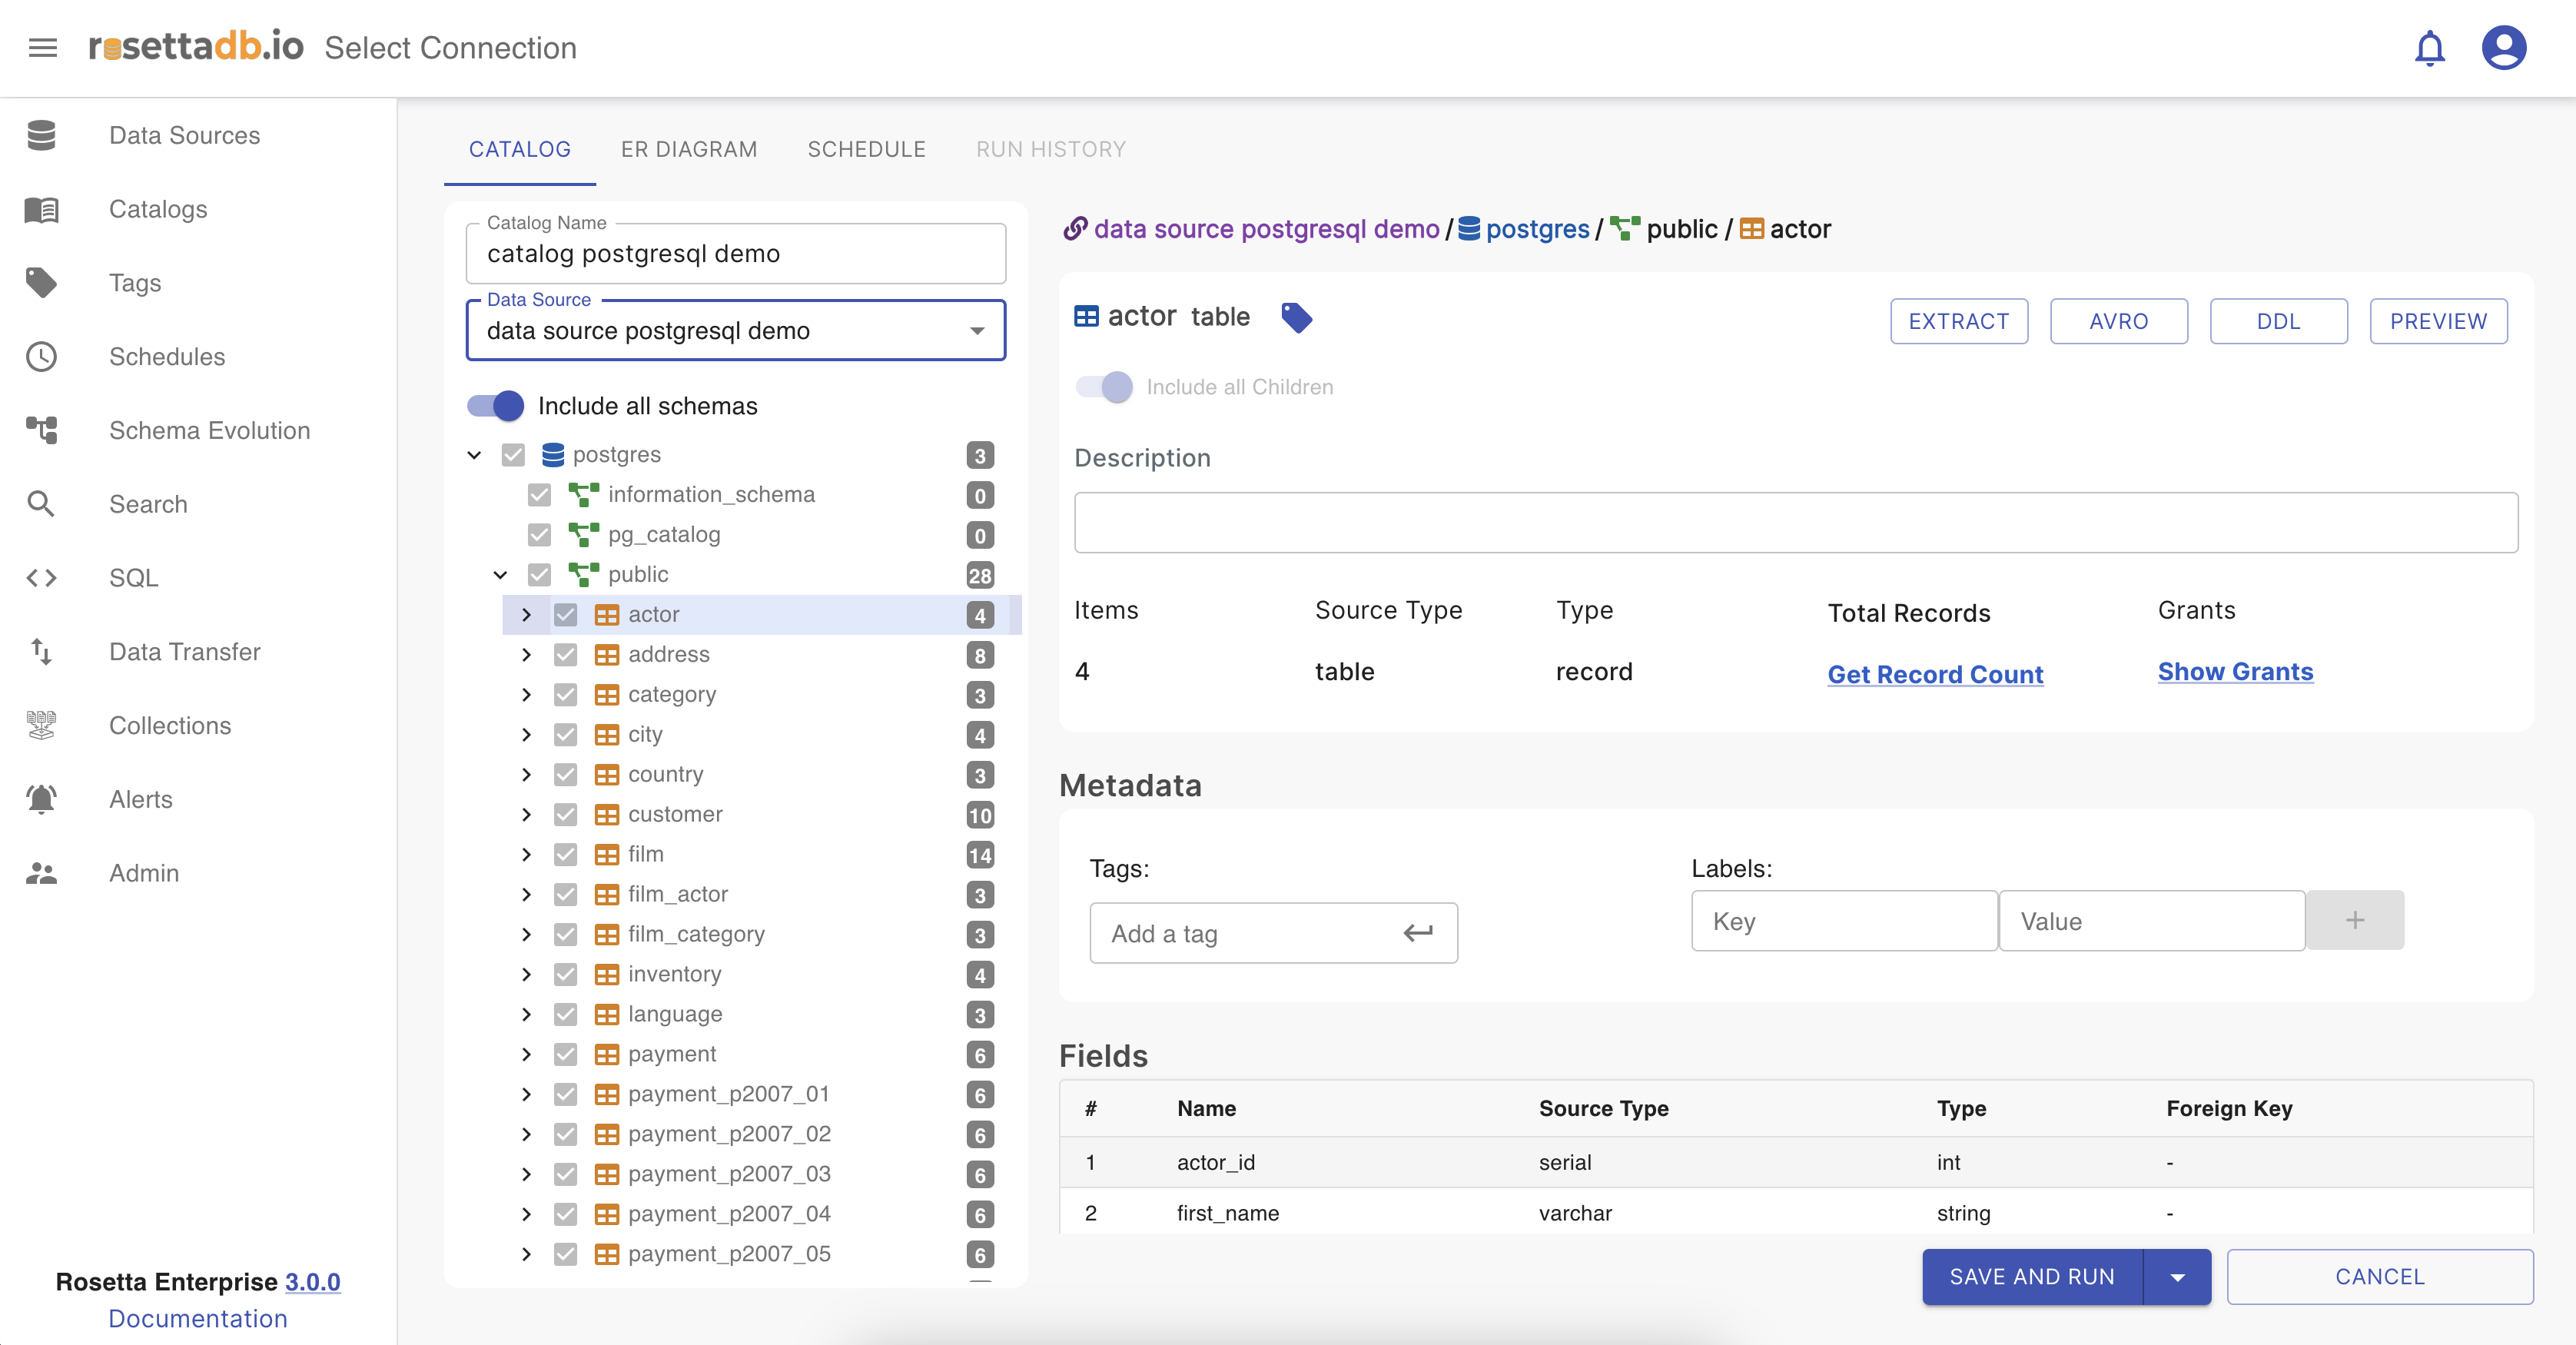 rosettadb.io Select Connection
Data Sources
Catalogs
Tags
Schedules
Schema Evolution
Search
SQL
Data Transfer
Collections
Alerts
Admin
Rosetta Enterprise 3.0.0
Documentation
CATALOG ER DIAGRAM SCHEDULE RUN HISTORY
Catalog Name
catalog postgresql demo
Data Source
data source postgresql demo
Include all schemas
postgres 3
information_schema 0
pg_catalog 0
public 28
actor 4
address 8
category 3
city 4
country 3
customer 10
film 14
film_actor 3
film_category 3
inventory 4
language 3
payment 6
payment_p2007_01 6
payment_p2007_02 6
payment_p2007_03 6
payment_p2007_04 6
payment_p2007_05 6
data source postgresql demo / postgres / public / actor
actor table EXTRACT AVRO DDL PREVIEW
Include all Children
Description
Items Source Type Type Total Records Grants
4 table record Get Record Count Show Grants
Metadata
Tags: Labels:
Add a tag Key Value +
Fields
# Name Source Type Type Foreign Key
1 actor_id serial int -
2 first_name varchar string -
SAVE AND RUN CANCEL